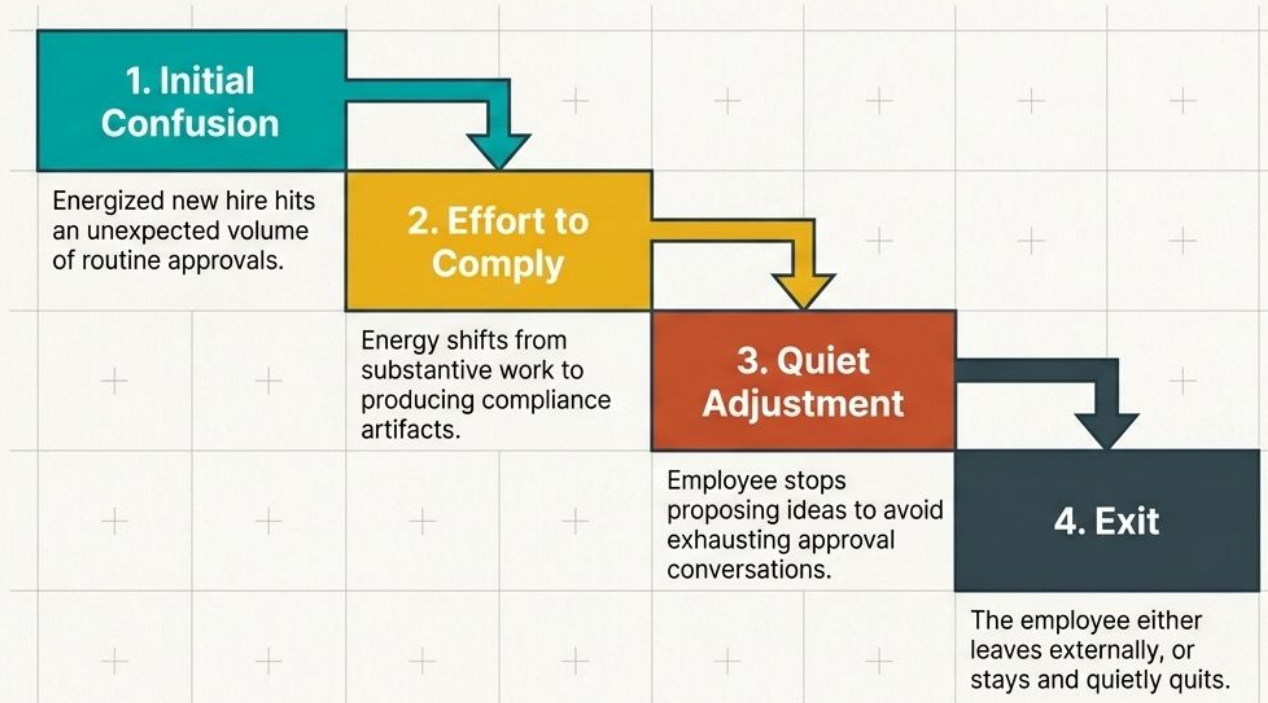 1. Initial
Confusion
Energized new hire hits
an unexpected volume
of routine approvals.
2. Effort to
Comply
Energy shifts from
substantive work to
producing compliance
artifacts.
3. Quiet
Adjustment
Employee stops
proposing ideas to avoid
exhausting approval
conversations.
4. Exit
The employee either
leaves externally, or
stays and quietly quits.